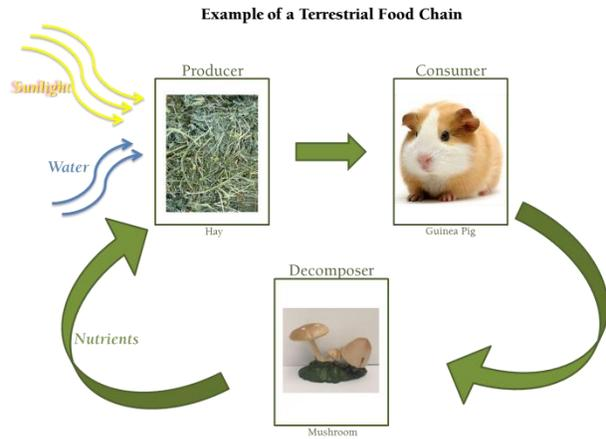 Example of a Terrestrial Food Chain
Sunlight
Producer
Consumer
Water
Hay
Guinea Pig
Decomposer
Nutrients
Mushroom